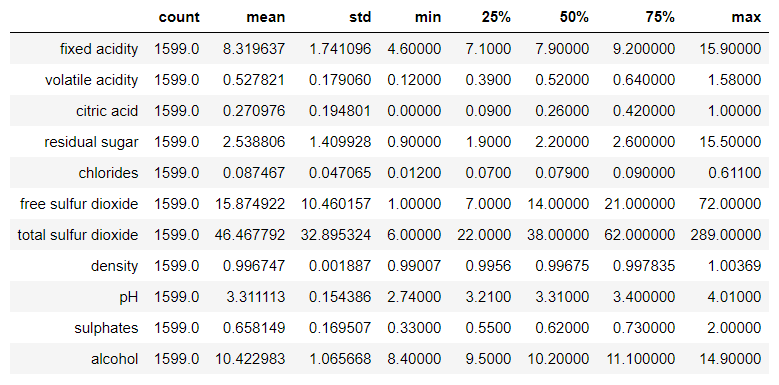 count mean std min 25% 50% 75% max
fixed acidity 1599.0 8.319637 1.741096 4.60000 7.1000 7.90000 9.200000 15.90000
volatile acidity 1599.0 0.527821 0.179060 0.12000 0.3900 0.52000 0.640000 1.58000
citric acid 1599.0 0.270976 0.194801 0.00000 0.0900 0.26000 0.420000 1.00000
residual sugar 1599.0 2.538806 1.409928 0.90000 1.9000 2.20000 2.600000 15.50000
chlorides 1599.0 0.087467 0.047065 0.01200 0.0700 0.07900 0.090000 0.61100
free sulfur dioxide 1599.0 15.874922 10.460157 1.00000 7.0000 14.00000 21.000000 72.00000
total sulfur dioxide 1599.0 46.467792 32.895324 6.00000 22.0000 38.00000 62.000000 289.00000
density 1599.0 0.996747 0.001887 0.99007 0.9956 0.99675 0.997835 1.00369
pH 1599.0 3.311113 0.154386 2.74000 3.2100 3.31000 3.400000 4.01000
sulphates 1599.0 0.658149 0.169507 0.33000 0.5500 0.62000 0.730000 2.00000
alcohol 1599.0 10.422983 1.065668 8.40000 9.5000 10.20000 11.100000 14.90000